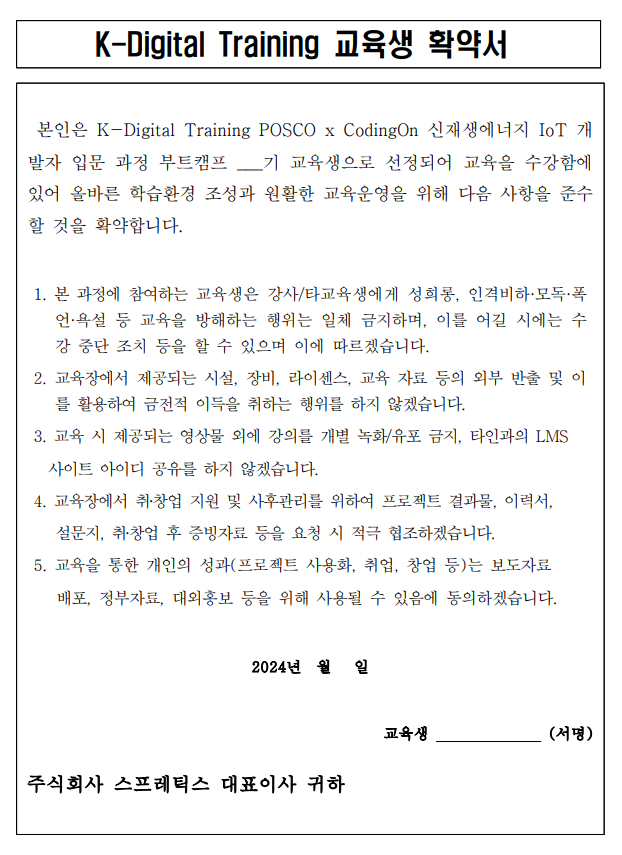 K-Digital Training 교육생 확약서
본인은 K-Digital Training POSCO x CodingOn 신재생에너지 IoT 개
발자 입문 과정 부트캠프 ___기 교육생으로 선정되어 교육을 수강함에
있어 올바른 학습환경 조성과 원활한 교육운영을 위해 다음 사항을 준수
할 것을 확약합니다.
1. 본 과정에 참여하는 교육생은 강사/타교육생에게 성희롱, 인격비하·모독·폭
언·욕설 등 교육을 방해하는 행위는 일체 금지하며, 이를 어길 시에는 수
강 중단 조치 등을 할 수 있으며 이에 따르겠습니다.
2. 교육장에서 제공되는 시설, 장비, 라이센스, 교육 자료 등의 외부 반출 및 이
를 활용하여 금전적 이득을 취하는 행위를 하지 않겠습니다.
3. 교육 시 제공되는 영상물 외에 강의를 개별 녹화/유포 금지, 타인과의 LMS
사이트 아이디 공유를 하지 않겠습니다.
4. 교육장에서 취·창업 지원 및 사후관리를 위하여 프로젝트 결과물, 이력서,
설문지, 취·창업 후 증빙자료 등을 요청 시 적극 협조하겠습니다.
5. 교육을 통한 개인의 성과(프로젝트 사용화, 취업, 창업 등)는 보도자료
배포, 정부자료, 대외홍보 등을 위해 사용될 수 있음에 동의하겠습니다.
2024년 월 일
교육생 ____________ (서명)
주식회사 스프레틱스 대표이사 귀하